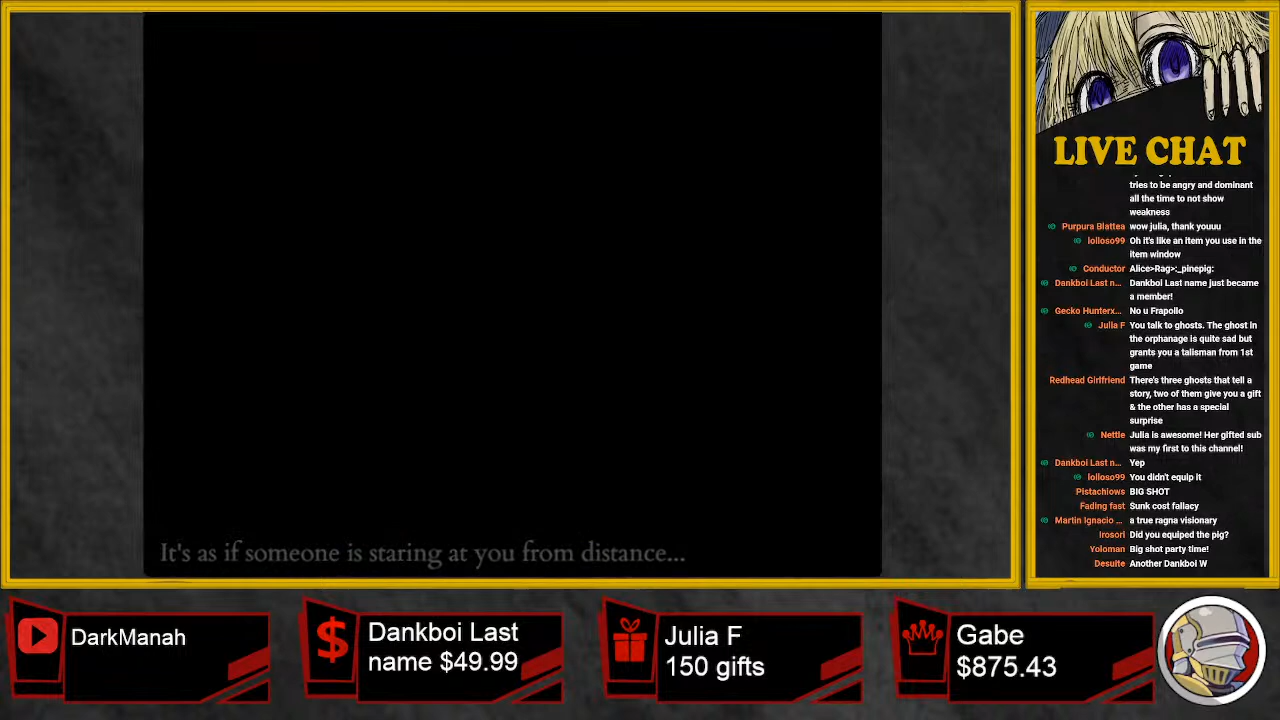 It's as if someone is staring at you from distance...
LIVE CHAT
tries to be angry and dominant
all the time to not show
weakness
Purpura Blattea wow julia, thank youuu
lolloso99 Oh it's like an item you use in the
item window
Conductor Alice>Rag>:_pinepig:
Dankboi Last n... Dankboi Last name just became
a member!
Gecko Hunterx... No u Frapollo
Julia F You talk to ghosts. The ghost in
the orphanage is quite sad but
grants you a talisman from 1st
game
Redhead Girlfriend There's three ghosts that tell a
story, two of them give you a gift
& the other has a special
surprise
Nettle Julia is awesome! Her gifted sub
was my first to this channel!
Dankboi Last n... Yep
lolloso99 You didn't equip it
Pistachiows BIG SHOT
Fading fast Sunk cost fallacy
Martin Ignacio ... a true ragna visionary
Irosori Did you equiped the pig?
Yoloman Big shot party time!
Desuite Another Dankboi W
DarkManah
Dankboi Last
name $49.99
Julia F
150 gifts
Gabe
$875.43